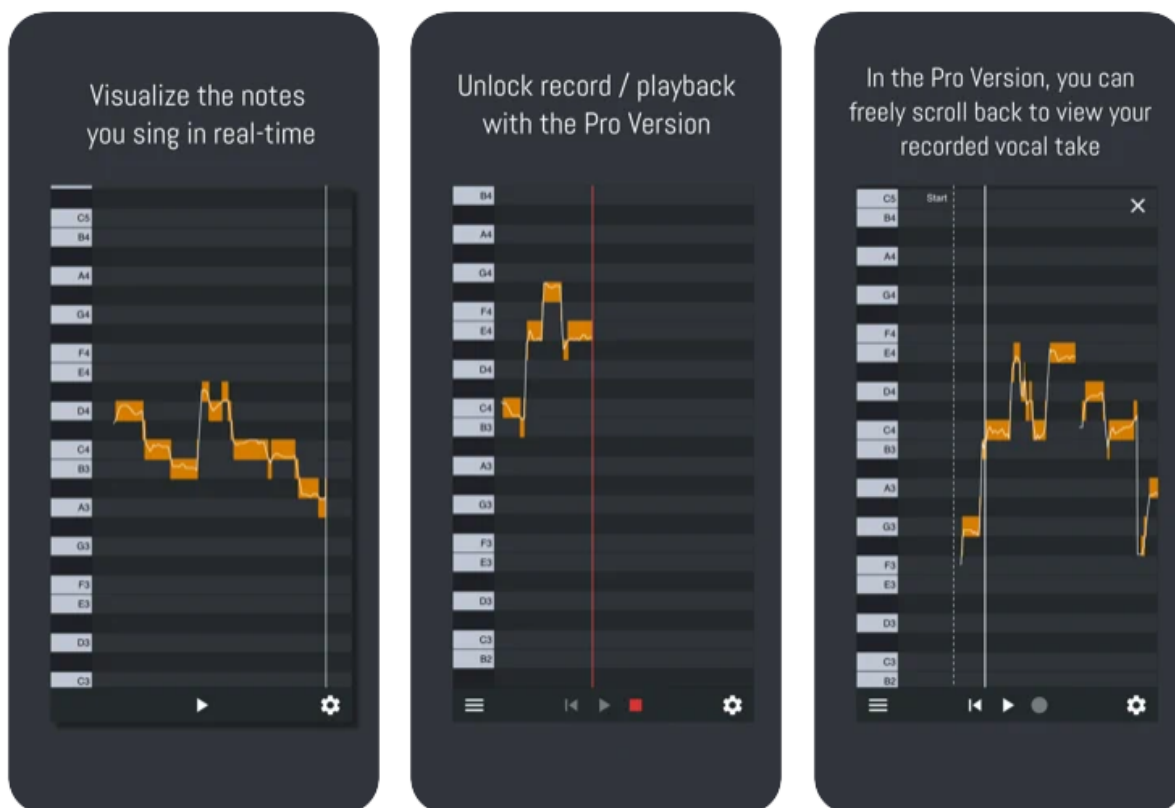 Visualize the notes
you sing in real-time
C5
B4
A4
G4
F4
E4
D4
C4
B3
A3
G3
F3
E3
D3
C3
Unlock record / playback
with the Pro Version
B4
A4
G4
F4
E4
D4
C4
B3
A3
G3
F3
E3
D3
C3
B2
In the Pro Version, you can
freely scroll back to view your
recorded vocal take
Start
C5
B4
A4
G4
F4
E4
D4
C4
B3
A3
G3
F3
E3
D3
C3
B2